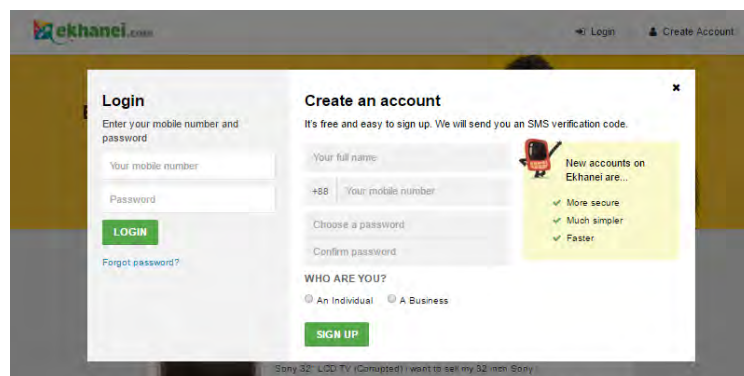 ekhanei.com
Login
Create Account
Login
Enter your mobile number and
password
Your mobile number
Password
LOGIN
Forgot password?
Create an account
It's free and easy to sign up. We will send you an SMS verification code.
Your full name
+88 Your mobile number
Choose a password
Confirm password
WHO ARE YOU?
An Individual A Business
SIGN UP
New accounts on
Ekhanei are...
More secure
Much simpler
Faster
Sony 32" LCD TV (Corrupted) i want to sell my 32 inch Sony